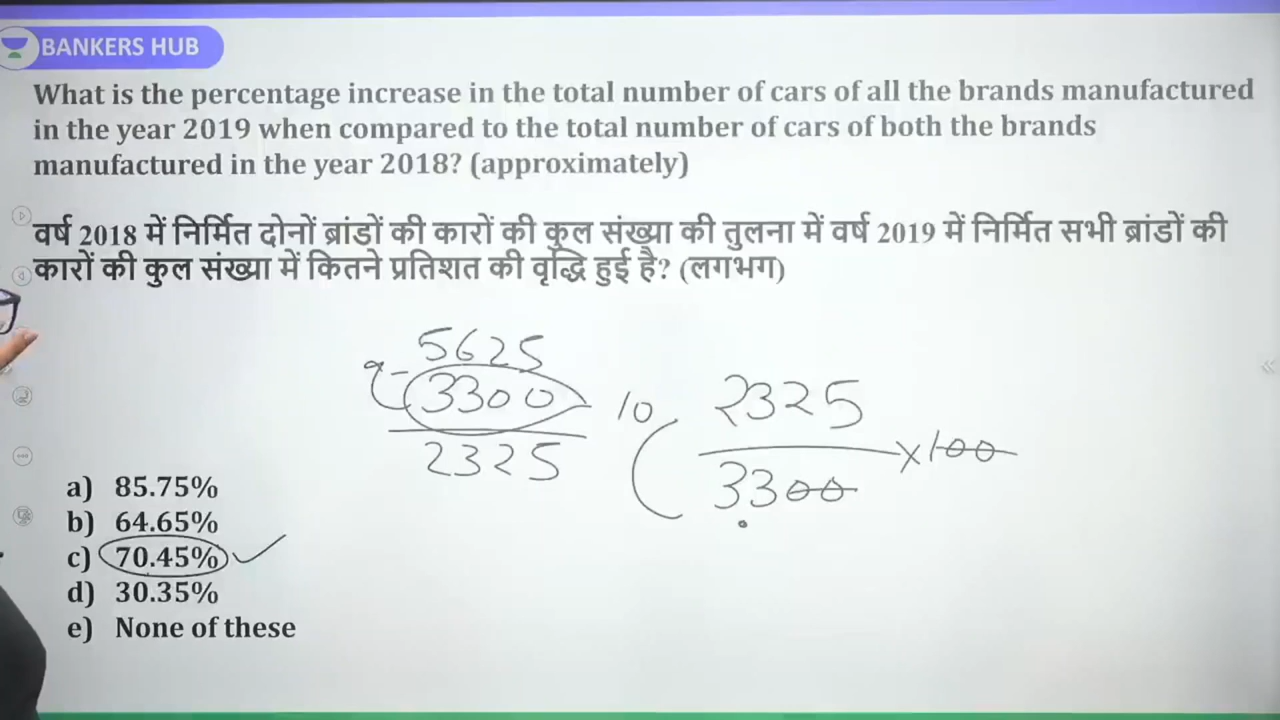 BANKERS HUB
What is the percentage increase in the total number of cars of all the brands manufactured
in the year 2019 when compared to the total number of cars of both the brands
manufactured in the year 2018? (approximately)
वर्ष 2018 में निर्मित दोनों ब्रांडों की कारों की कुल संख्या की तुलना में वर्ष 2019 में निर्मित सभी ब्रांडों की
कारों की कुल संख्या में कितने प्रतिशत की वृद्धि हुई है? (लगभग)
5625
3300
2325
10
2325
3300
×100
a) 85.75%
b) 64.65%
c) 70.45%
d) 30.35%
e) None of these